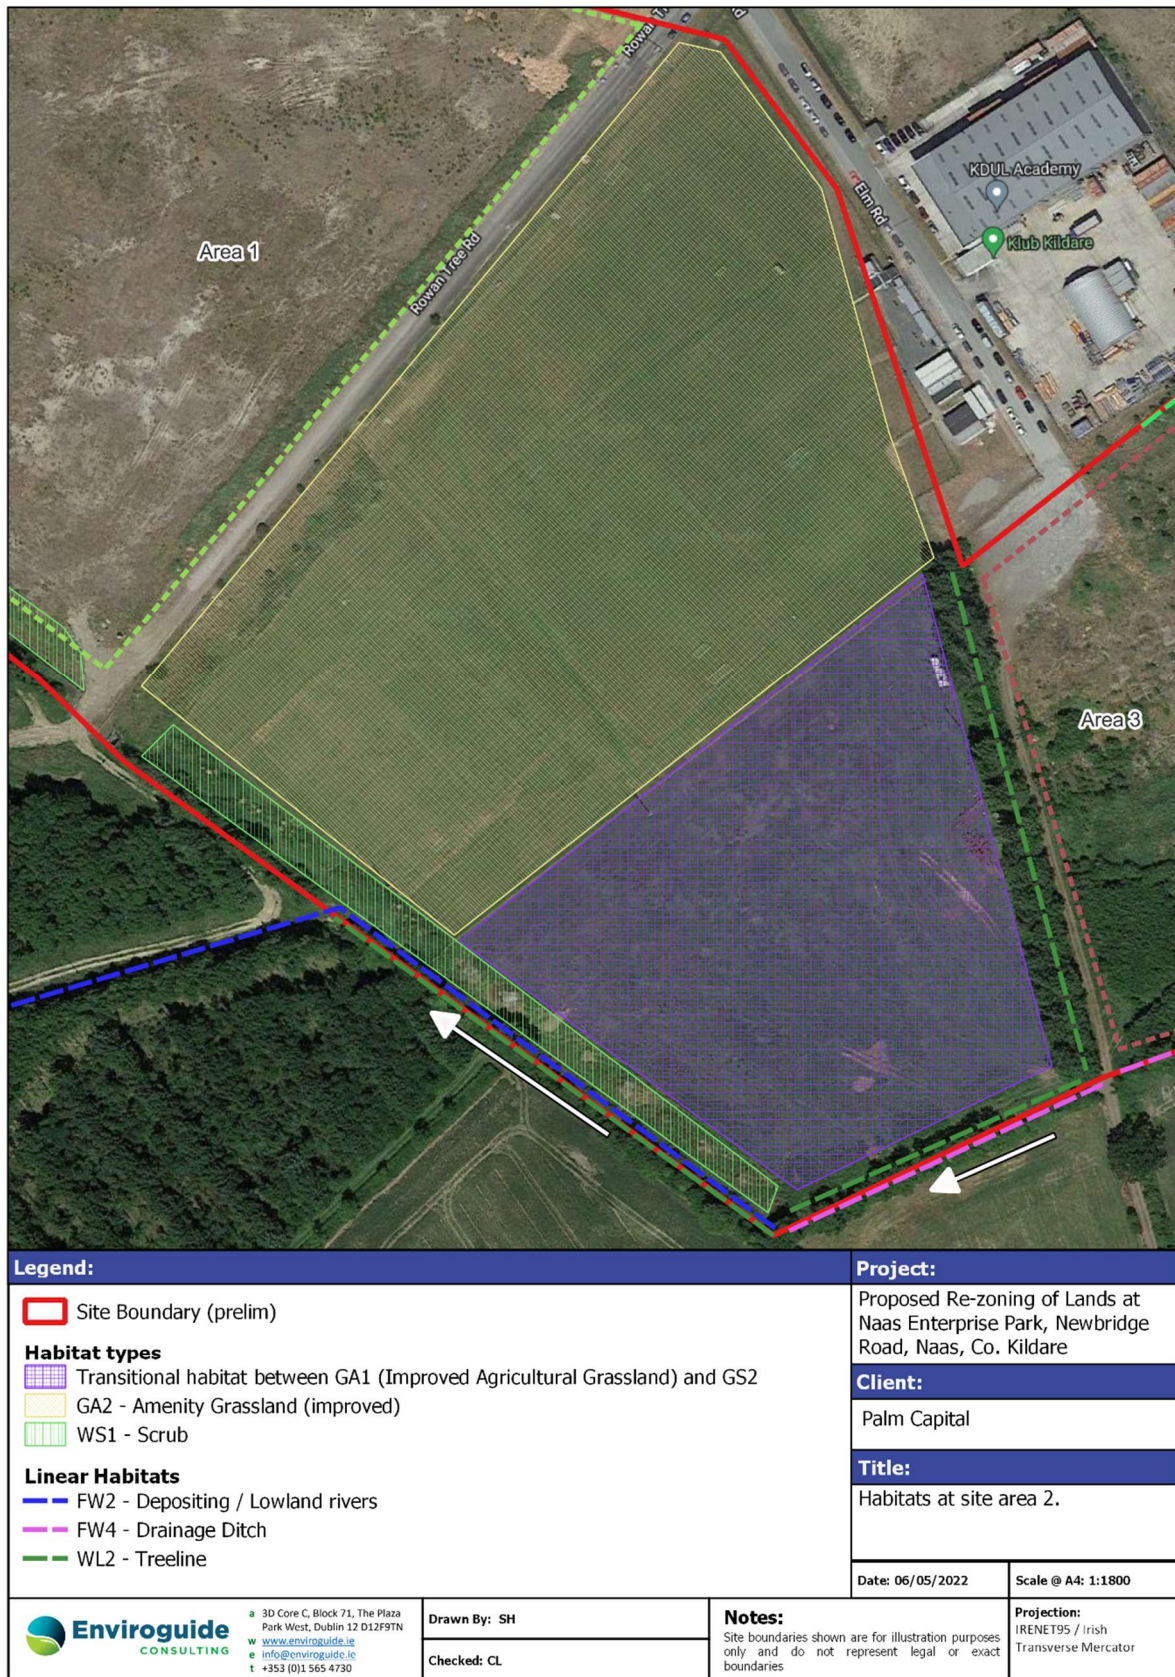 Rowan T
d
KDUL Academy
Klub Kildare
Elm Rd
Area 1
Rowan Tree Rd
Area 3
Legend:
Site Boundary (prelim)
Habitat types
Transitional habitat between GA1 (Improved Agricultural Grassland) and GS2
GA2 - Amenity Grassland (improved)
WS1 - Scrub
Linear Habitats
FW2 - Depositing / Lowland rivers
FW4 - Drainage Ditch
WL2 - Treeline
Project:
Proposed Re-zoning of Lands at
Naas Enterprise Park, Newbridge
Road, Naas, Co. Kildare
Client:
Palm Capital
Title:
Habitats at site area 2.
Date: 06/05/2022
Scale @ A4: 1:1800
Enviroguide
CONSULTING
a 3D Core C, Block 71, The Plaza
Park West, Dublin 12 D12F9TN
w www.enviroguide.ie
e info@enviroguide.ie
t +353 (0)1 565 4730
Drawn By: SH
Checked: CL
Notes:
Site boundaries shown are for illustration purposes
only and do not represent legal or exact
boundaries
Projection:
IRENET95 / Irish
Transverse Mercator